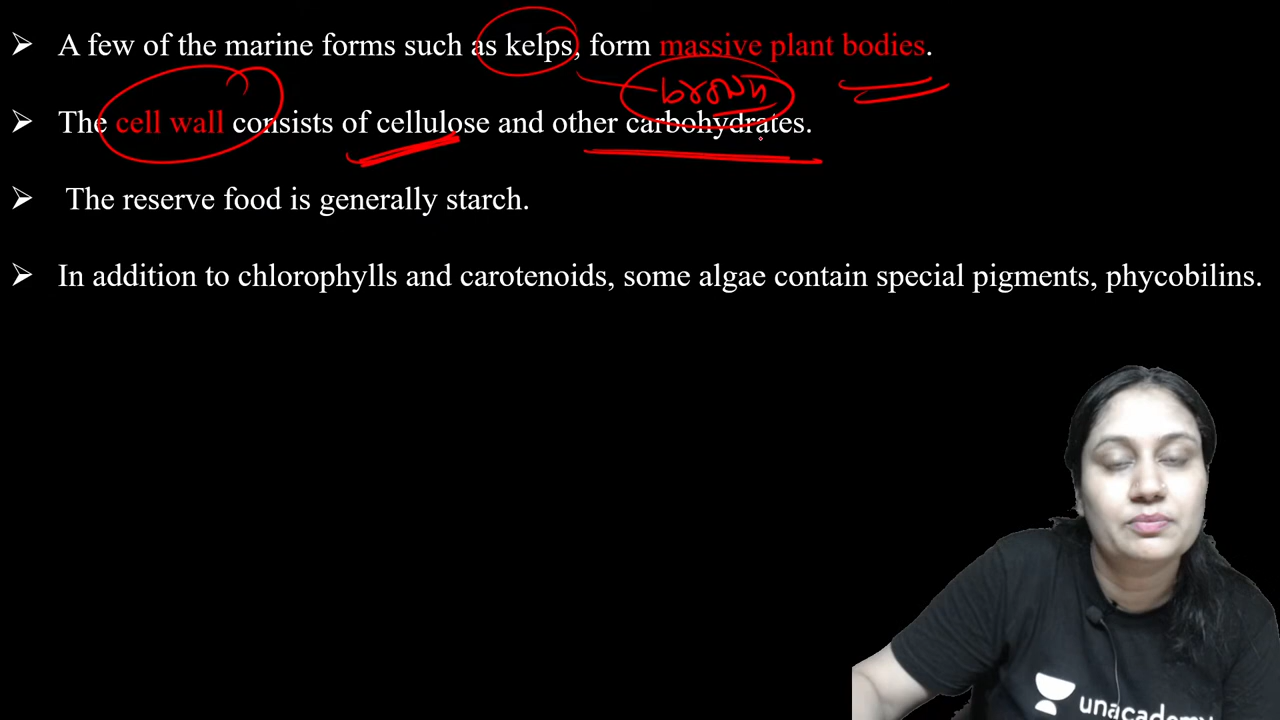 ➢ A few of the marine forms such as kelps, form massive plant bodies.
brown
➢ The cell wall consists of cellulose and other carbohydrates.
➢ The reserve food is generally starch.
➢ In addition to chlorophylls and carotenoids, some algae contain special pigments, phycobilins.
unacademy